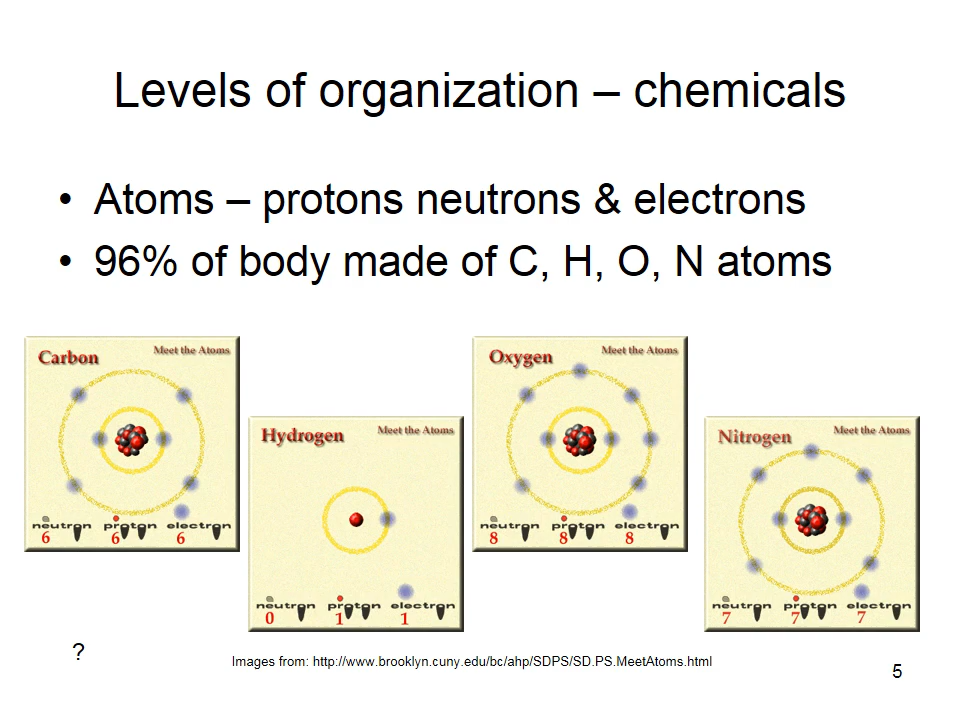 Levels of organization – chemicals
• Atoms – protons neutrons & electrons
• 96% of body made of C, H, O, N atoms
Carbon
Meet the Atoms
neutron proton electron
6 6 6
Hydrogen
Meet the Atoms
neutron proton electron
0 1 1
Oxygen
Meet the Atoms
neutron proton electron
8 8 8
Nitrogen
Meet the Atoms
neutron proton electron
7 7 7
?
Images from: http://www.brooklyn.cuny.edu/bc/ahp/SDPS/SD.PS.MeetAtoms.html
5